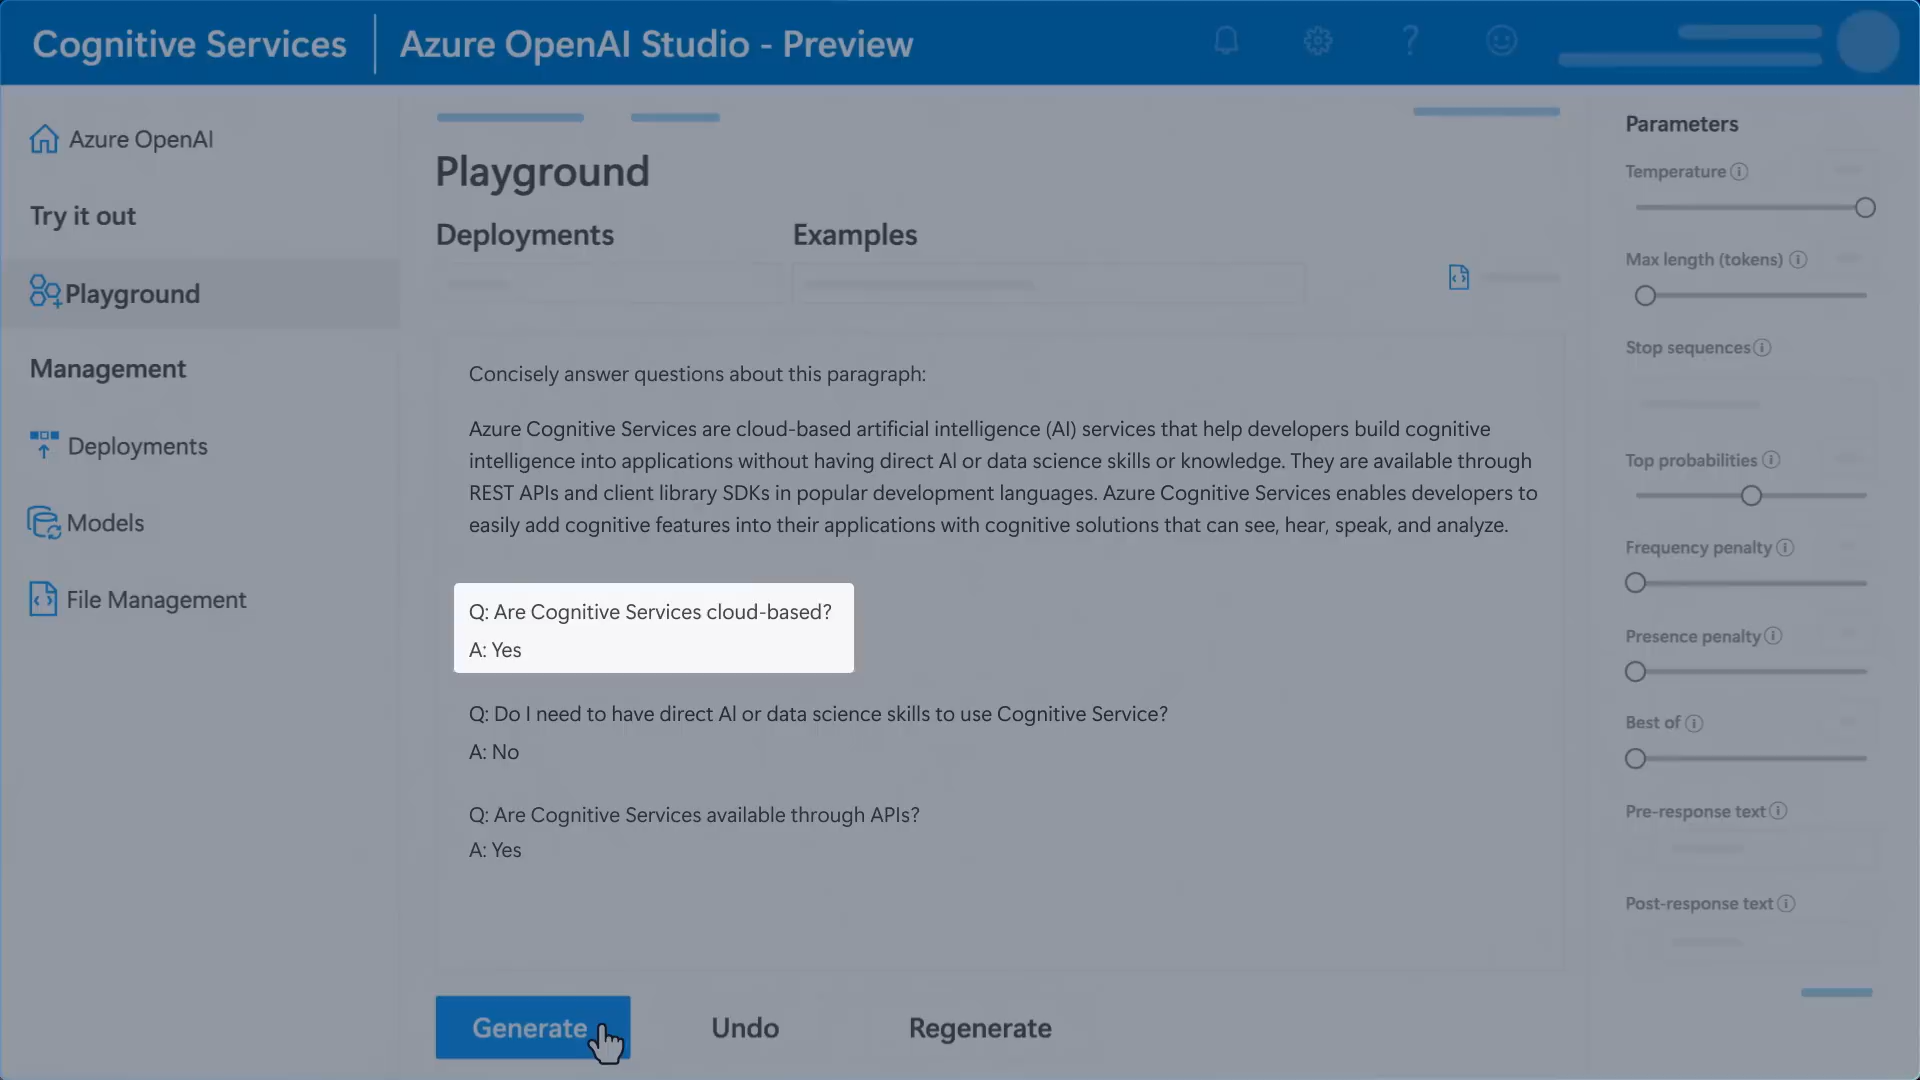 Cognitive Services
Azure OpenAI Studio - Preview
Azure OpenAI
Try it out
Playground
Management
Deployments
Models
File Management
Playground
Deployments
Examples
Concisely answer questions about this paragraph:
Azure Cognitive Services are cloud-based artificial intelligence (AI) services that help developers build cognitive
intelligence into applications without having direct AI or data science skills or knowledge. They are available through
REST APIs and client library SDKs in popular development languages. Azure Cognitive Services enables developers to
easily add cognitive features into their applications with cognitive solutions that can see, hear, speak, and analyze.
Q: Are Cognitive Services cloud-based?
A: Yes
Q: Do I need to have direct AI or data science skills to use Cognitive Service?
A: No
Q: Are Cognitive Services available through APIs?
A: Yes
Generate
Undo
Regenerate
Parameters
Temperature
Max length (tokens)
Stop sequences
Top probabilities
Frequency penalty
Presence penalty
Best of
Pre-response text
Post-response text